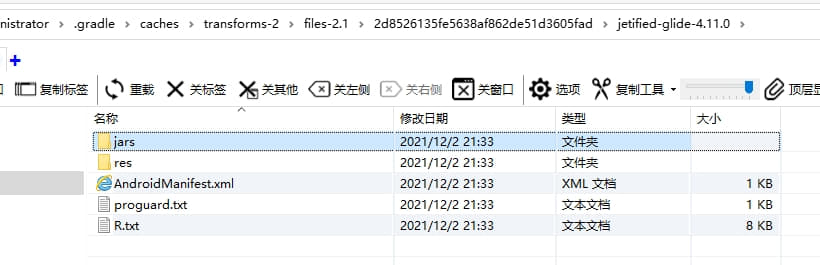 nistrator › .gradle › caches › transforms-2 › files-2.1 › 2d8526135fe5638af862de51d3605fad › jetified-glide-4.11.0 ›
复制标签 重载 关标签 关其他 关左侧 关右侧 关窗口 选项 复制工具 顶层显
名称 修改日期 类型 大小
jars 2021/12/2 21:33 文件夹
res 2021/12/2 21:33 文件夹
AndroidManifest.xml 2021/12/2 21:33 XML 文档 1 KB
proguard.txt 2021/12/2 21:33 文本文档 1 KB
R.txt 2021/12/2 21:33 文本文档 8 KB